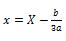 x = X − b/3a